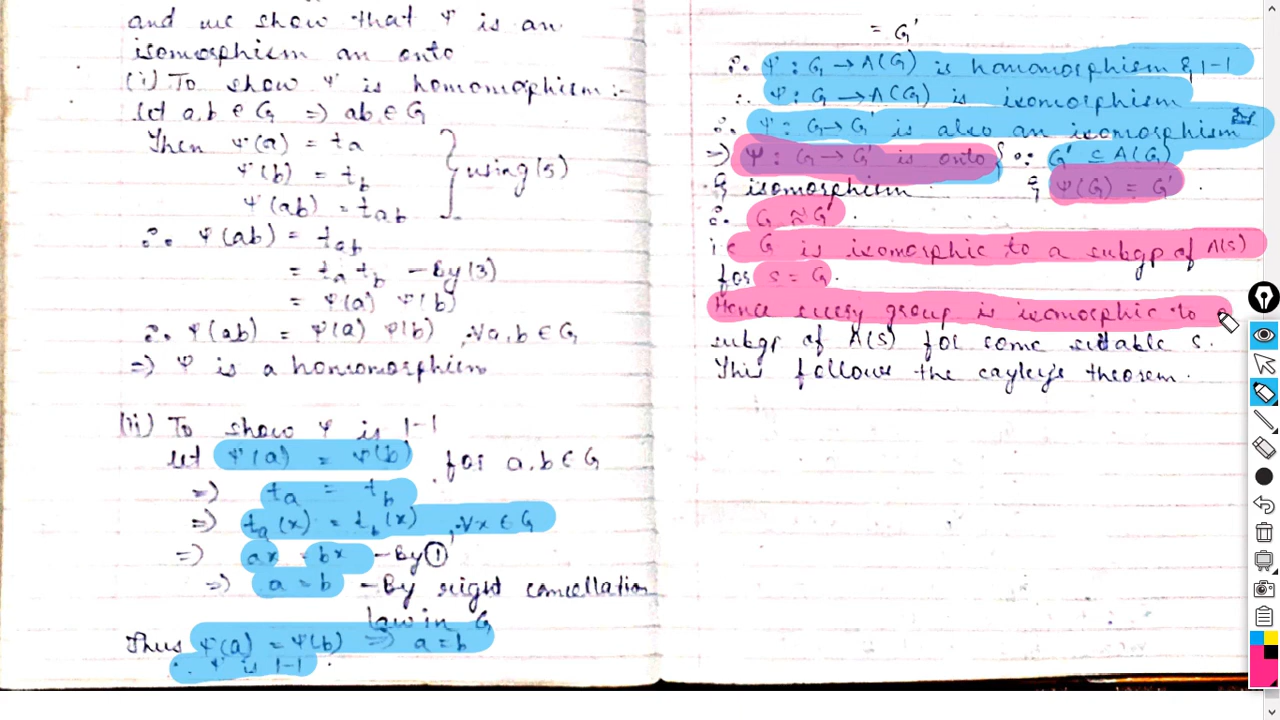 and we show that Ψ is an
isomorphism an onto
(i) To show Ψ is homomophism :-
Let a, b ∈ G => ab ∈ G
Then Ψ(a) = ta
Ψ(b) = tb
Ψ(ab) = tab
} using (5)
∴ Ψ(ab) = tab
= ta tb - By (3)
= Ψ(a) Ψ(b)
∴ Ψ(ab) = Ψ(a) Ψ(b) , ∀a, b ∈ G
=> Ψ is a homomorphism
(ii) To show Ψ is 1-1
Let Ψ(a) = Ψ(b) for a, b ∈ G
=> ta = tb
=> ta(x) = tb(x) , ∀x ∈ G
=> ax = bx - By ①
=> a = b - By right cancellation
law in G
Thus Ψ(a) = Ψ(b) => a = b
∴ Ψ is 1-1
= G'
∴ Ψ : G → A(G) is homomorphism & 1-1
∴ Ψ : G → A(G) is isomorphism
∴ Ψ : G → G' is also an isomorphism
=> Ψ : G → G' is onto { ∵ G' ⊆ A(G)
& isomorphism & Ψ(G) = G' .
∴ G ≈ G' .
i.e G is isomorphic to a subgp of A(S)
for S = G .
Hence every group is isomorphic to a
subgp of A(S) for some suitable S.
This follows the cayley's theorem.